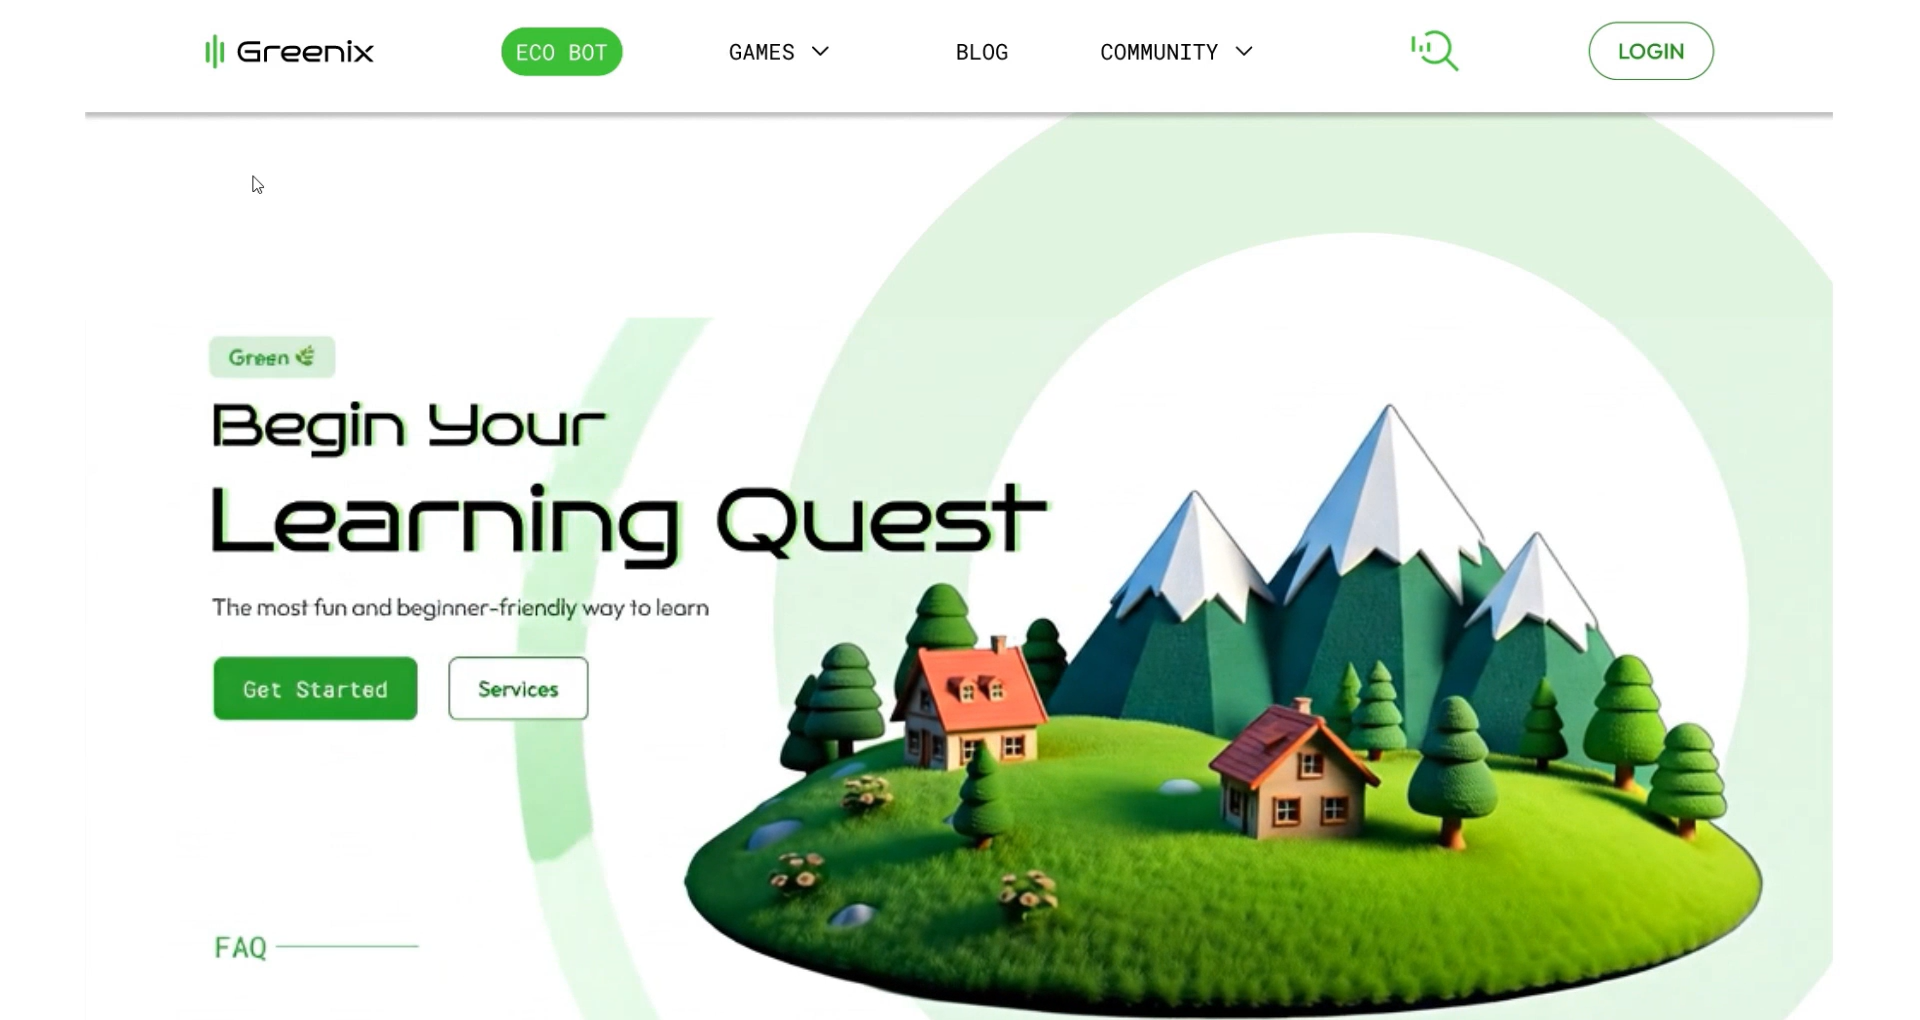 Greenix
ECO BOT
GAMES
BLOG
COMMUNITY
LOGIN
Green
Begin Your
Learning Quest
The most fun and beginner-friendly way to learn
Get Started
Services
FAQ